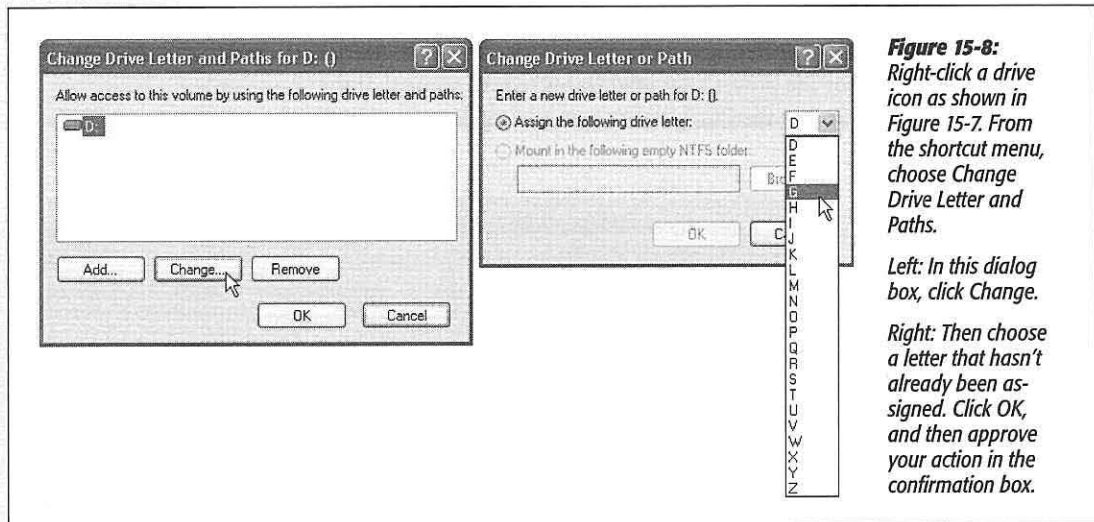 Change Drive Letter and Paths for D: ()
Allow access to this volume by using the following drive letter and paths:
D:
Add...
Change...
Remove
OK
Cancel
Change Drive Letter or Path
Enter a new drive letter or path for D: ().
Assign the following drive letter:
D
Mount in the following empty NTFS folder:
OK
D
E
F
G
H
I
J
K
L
M
N
O
P
Q
R
S
T
U
V
W
X
Y
Z
Figure 15-8:
Right-click a drive
icon as shown in
Figure 15-7. From
the shortcut menu,
choose Change
Drive Letter and
Paths.
Left: In this dialog
box, click Change.
Right: Then choose
a letter that hasn't
already been as-
signed. Click OK,
and then approve
your action in the
confirmation box.